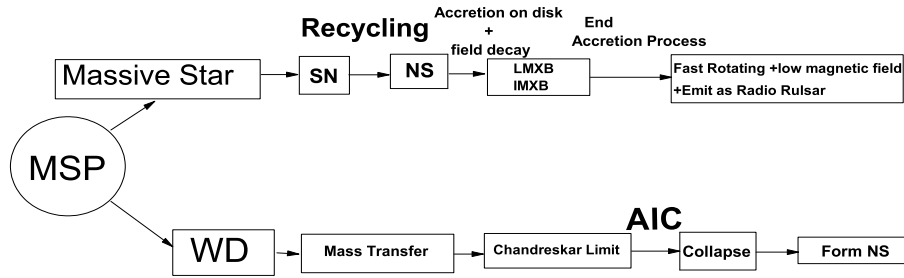 Recycling
Accretion on disk
+
field decay
End
Accretion Process
Massive Star
SN
NS
LMXB
IMXB
Fast Rotating +low magnetic field
+Emit as Radio Rulsar
MSP
AIC
WD
Mass Transfer
Chandreskar Limit
Collapse
Form NS